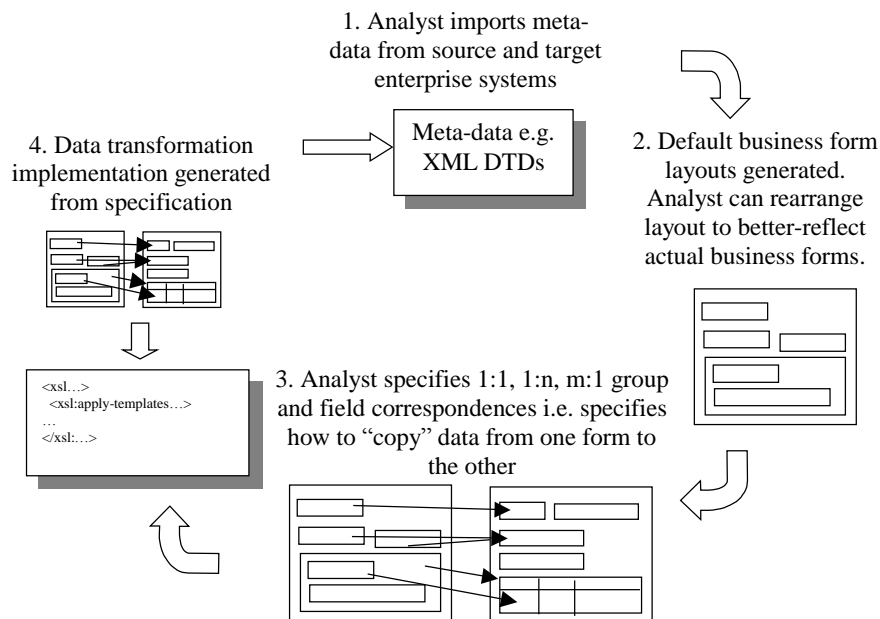 1. Analyst imports meta-
data from source and target
enterprise systems
Meta-data e.g.
XML DTDs
2. Default business form
layouts generated.
Analyst can rearrange
layout to better-reflect
actual business forms.
3. Analyst specifies 1:1, 1:n, m:1 group
and field correspondences i.e. specifies
how to “copy” data from one form to
the other
4. Data transformation
implementation generated
from specification
<xsl…>
<xsl:apply-templates…>
…
</xsl:…>